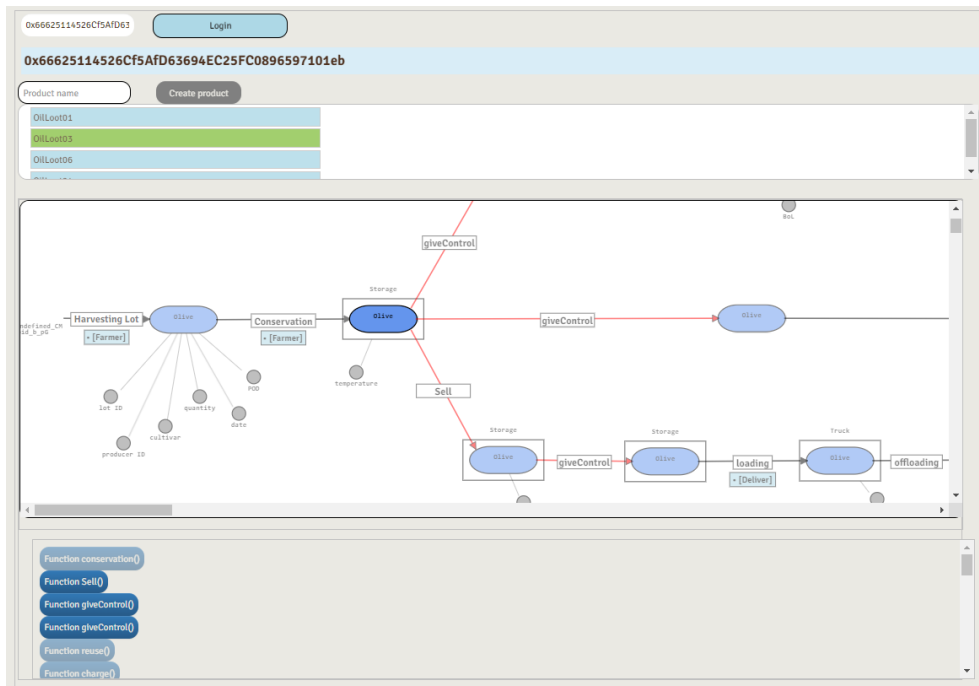 0x66625114526Cf5AfD63
Login
0x66625114526Cf5AfD63694EC25FC0896597101eb
Product name
Create product
OilLoot01
OilLoot03
OilLoot06
BoL
giveControl
Storage
Olive
Harvesting Lot
Olive
Conservation
giveControl
Olive
ndefined_CM
id_b_pG
- [Farmer]
- [Farmer]
temperature
POD
Sell
lot ID
quantity
date
cultivar
producer ID
Storage
Storage
Truck
Olive
giveControl
Olive
loading
Olive
offloading
- [Deliver]
Function conservation()
Function Sell()
Function giveControl()
Function giveControl()
Function reuse()
Function charge()